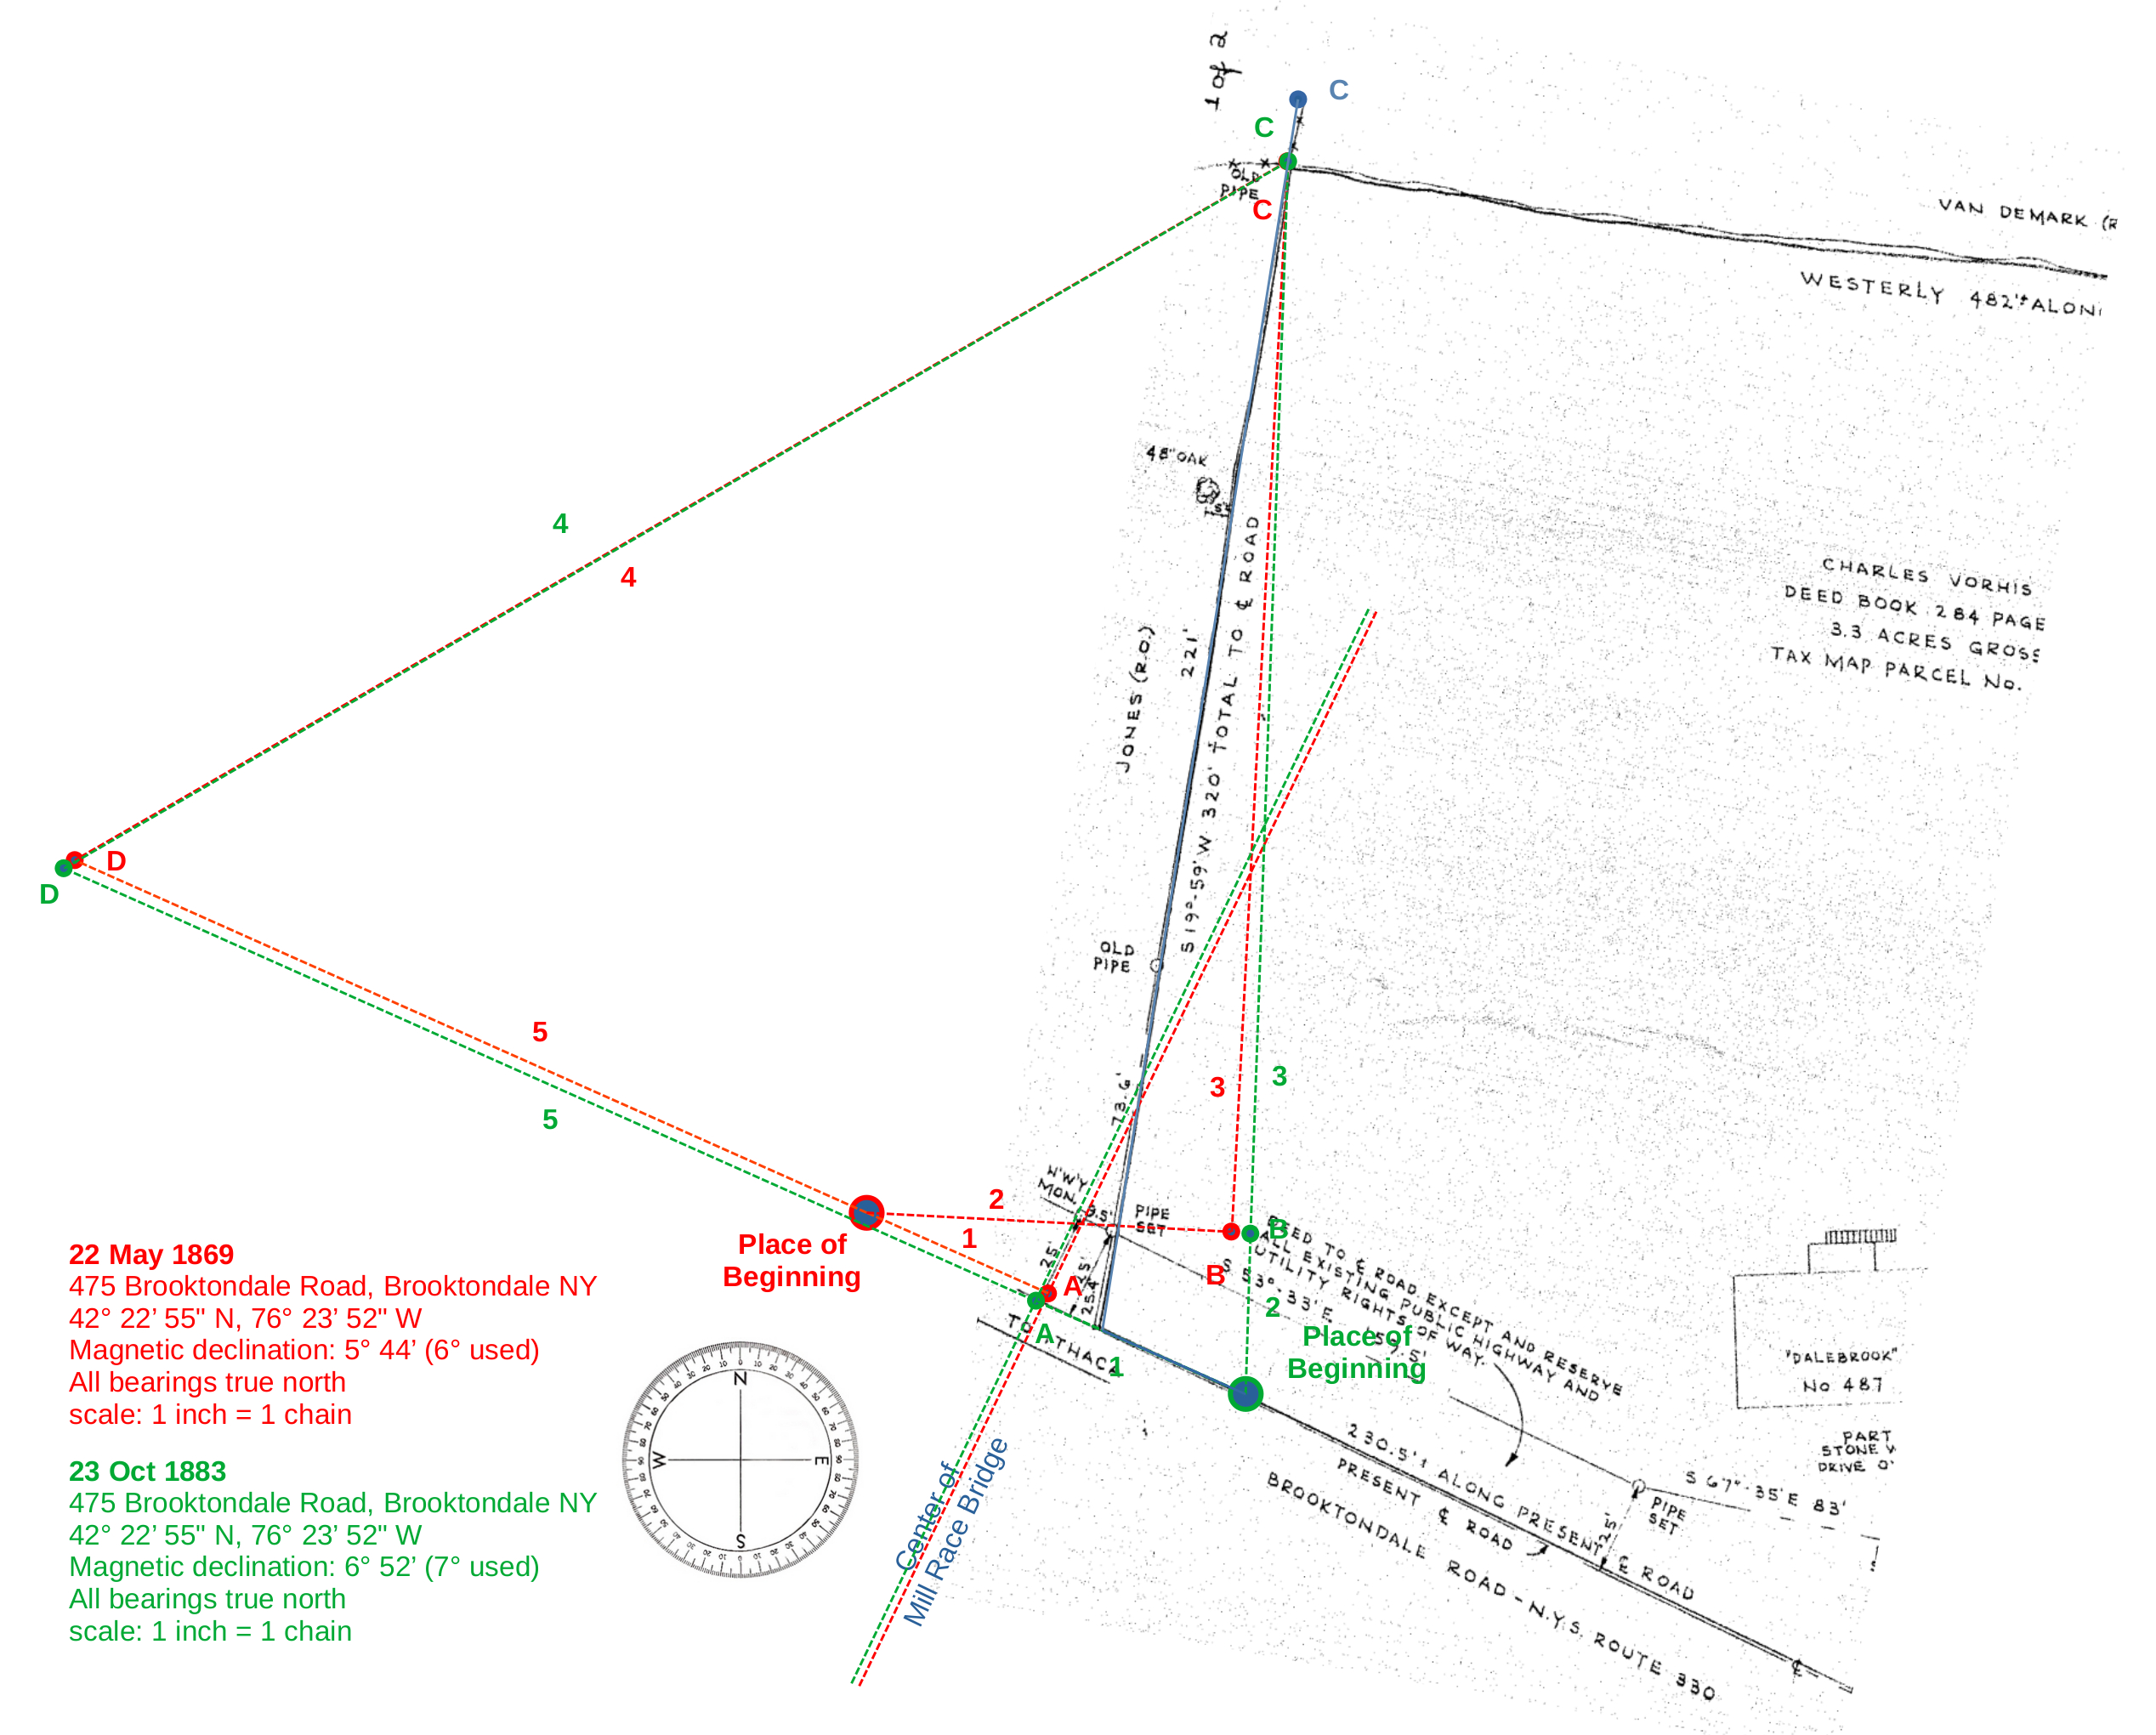 1 of 2
C
C
C
OLD
PIPE
VAN DEMARK (R
WESTERLY 482'± ALON
48" OAK
4
4
JONES (R.O.)
221'
S 19°-59' W 320' TOTAL TO ℄ ROAD
CHARLES VORHIS
DEED BOOK 284 PAGE
3.3 ACRES GROSS
TAX MAP PARCEL No.
D
D
OLD
PIPE
5
5
3
3
73.6'
H'W'Y
MON.
PIPE
SET
2
1
B
B
2
Place of
Beginning
A
A
1
25'
25'
25.4'
TO ITHACA
DEED TO ℄ ROAD EXCEPT AND RESERVE
ALL EXISTING PUBLIC HIGHWAY AND
UTILITY RIGHTS OF WAY.
S 53°-33' E 159.5'
Place of
Beginning
"DALEBROOK"
No 487
PART
STONE W
DRIVE O'
230.5'± ALONG PRESENT ℄ ROAD
PRESENT ℄ ROAD
BROOKTONDALE ROAD - N.Y.S. ROUTE 330
25'
PIPE
SET
S 67°-35' E 83'
℄
22 May 1869
475 Brooktondale Road, Brooktondale NY
42° 22' 55" N, 76° 23' 52" W
Magnetic declination: 5° 44' (6° used)
All bearings true north
scale: 1 inch = 1 chain
23 Oct 1883
475 Brooktondale Road, Brooktondale NY
42° 22' 55" N, 76° 23' 52" W
Magnetic declination: 6° 52' (7° used)
All bearings true north
scale: 1 inch = 1 chain
N
W
E
S
Center of
Mill Race Bridge